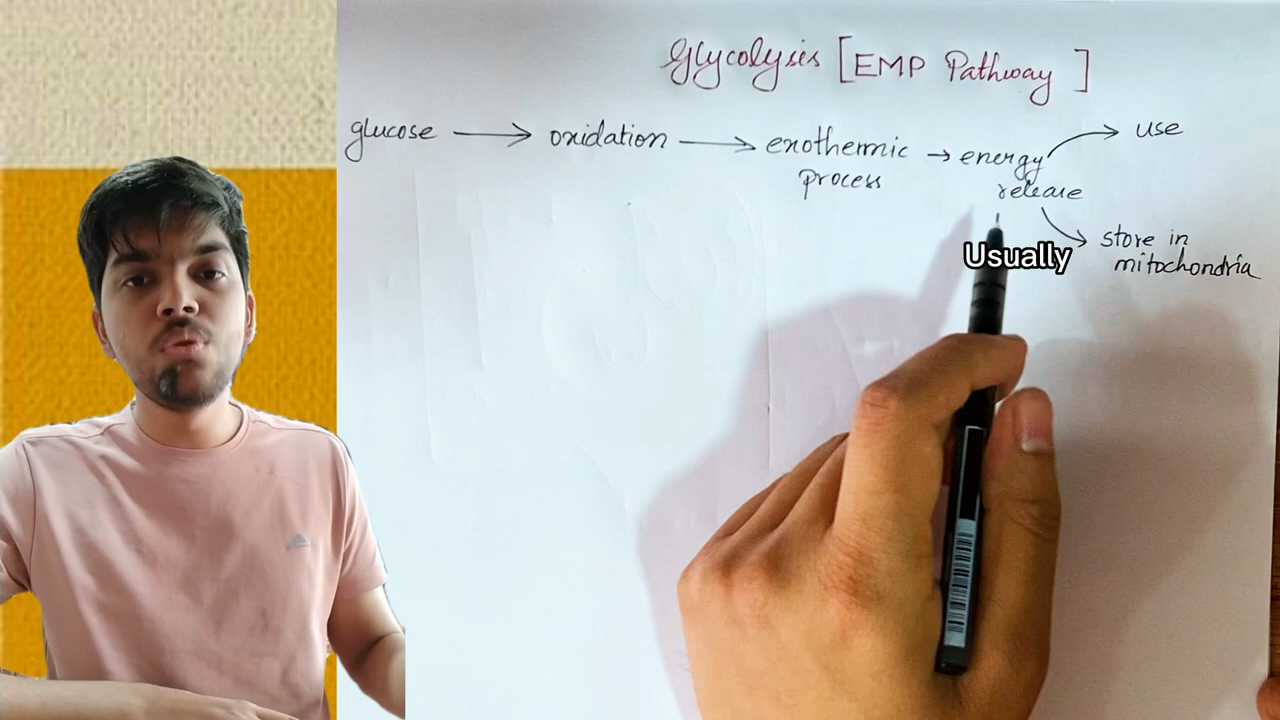 Glycolysis [EMP Pathway ]
glucose → oxidation → exothermic → energy → use
process
release
Usually
store in
mitochondria